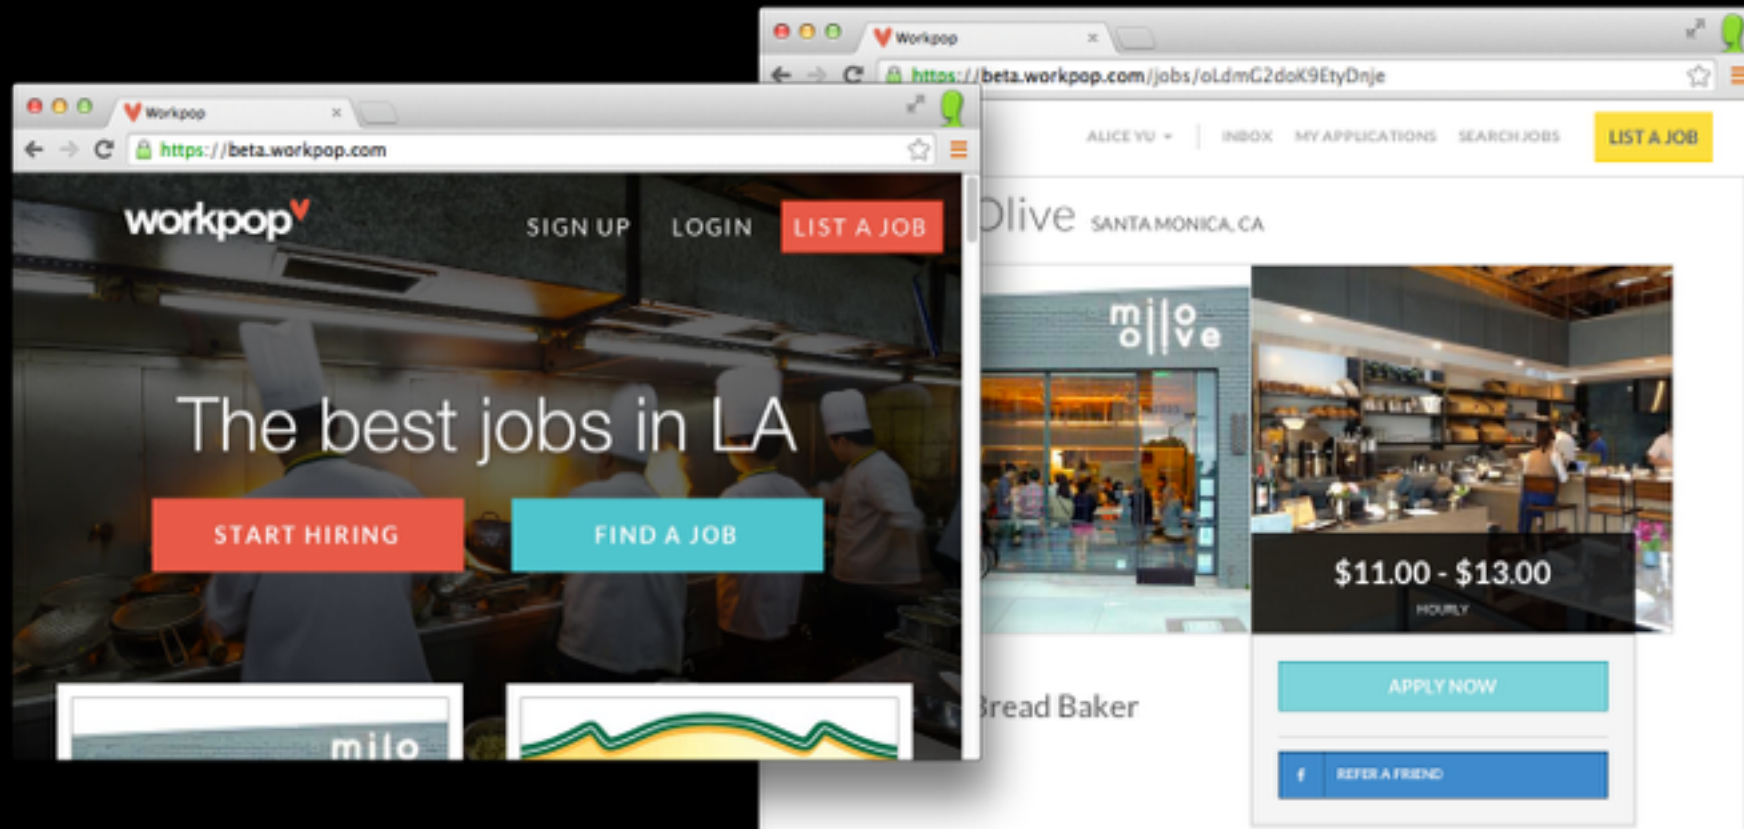 Workpop
https://beta.workpop.com/jobs/oLdmG2doK9EtyDnje
ALICE YU INBOX MY APPLICATIONS SEARCH JOBS LIST A JOB
Olive SANTA MONICA, CA
milo
olive
$11.00 - $13.00
HOURLY
APPLY NOW
Bread Baker
f REFER A FRIEND
Workpop
https://beta.workpop.com
workpop
SIGN UP LOGIN LIST A JOB
The best jobs in LA
START HIRING FIND A JOB
milo